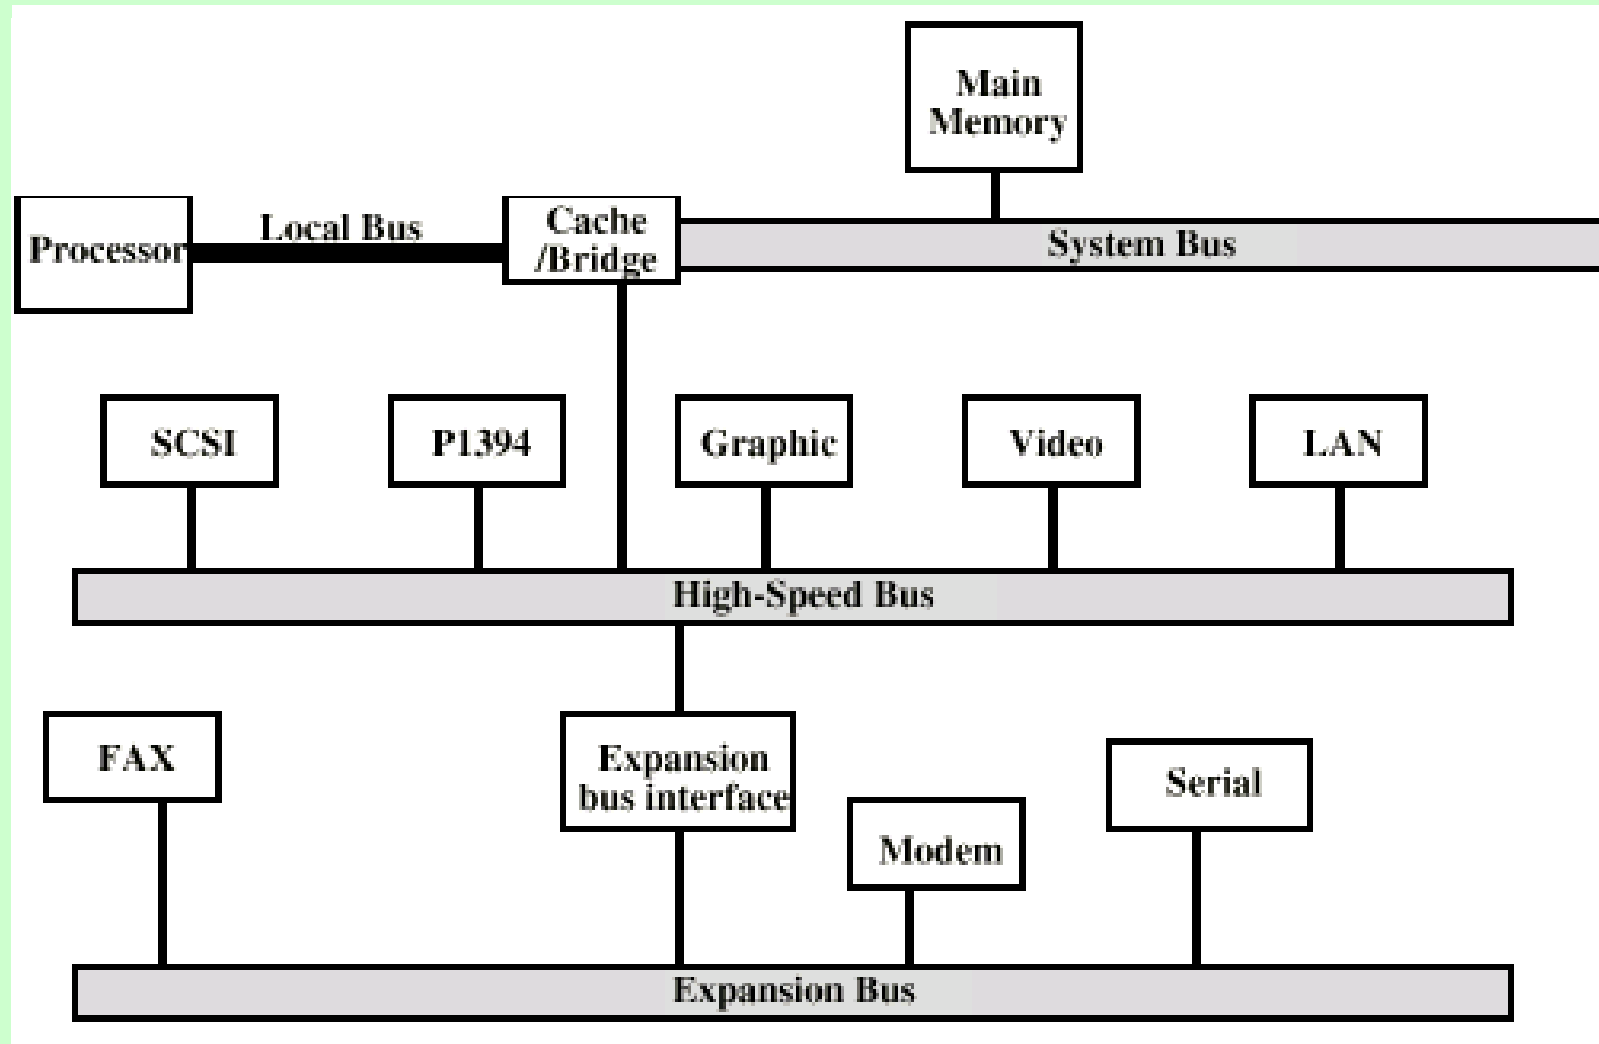 Main
Memory
Local Bus
Cache
/Bridge
Processor
System Bus
SCSI
P1394
Graphic
Video
LAN
High-Speed Bus
FAX
Expansion
bus interface
Serial
Modem
Expansion Bus